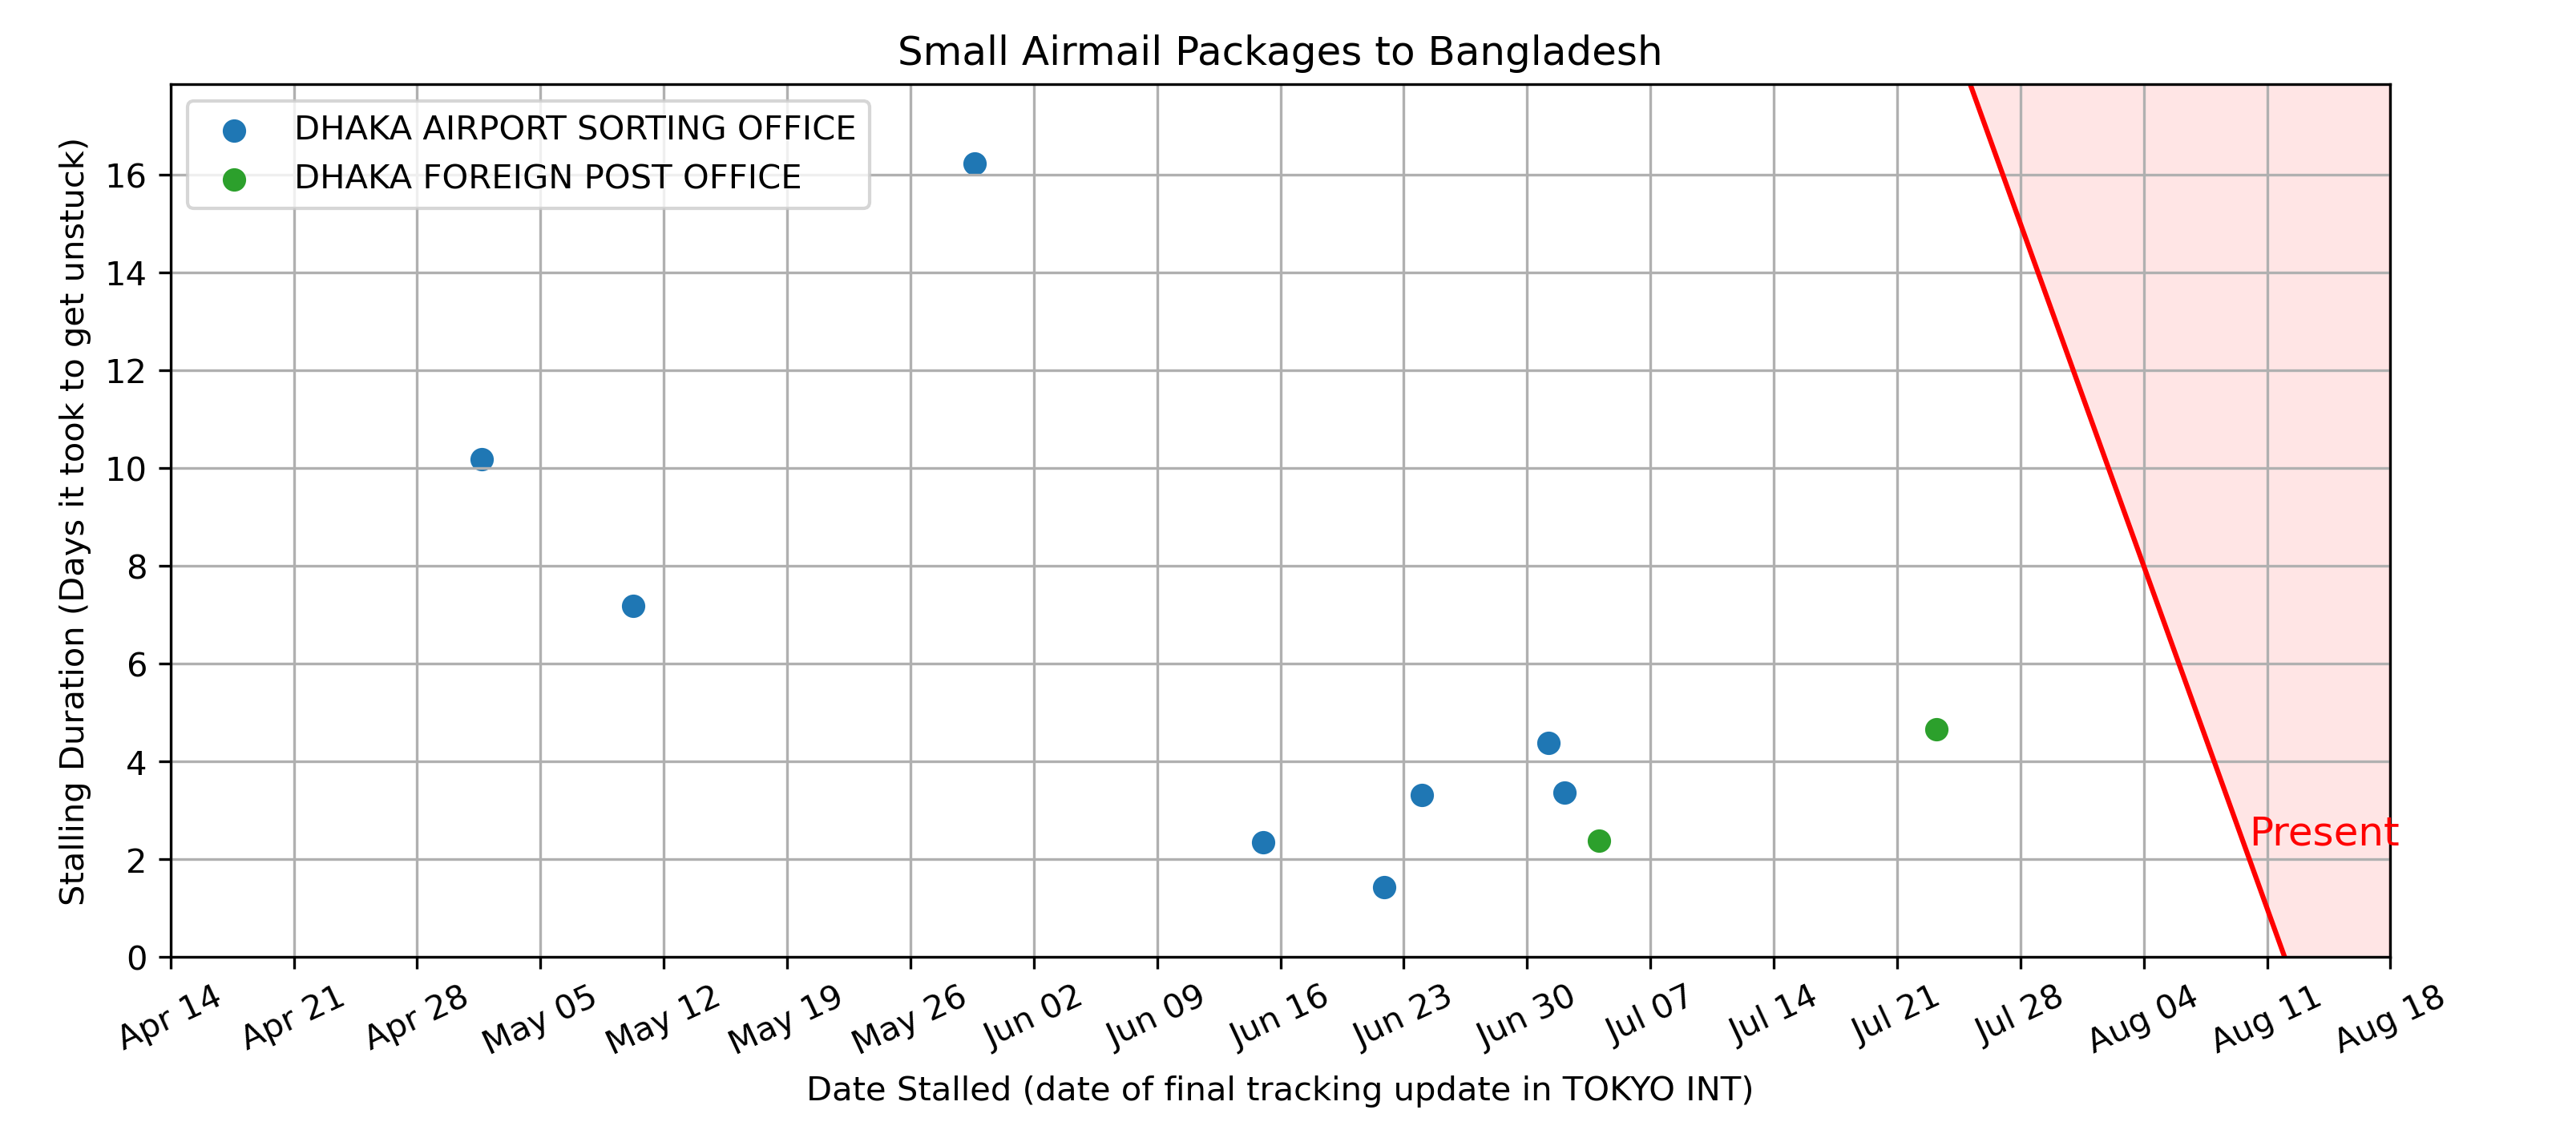 Small Airmail Packages to Bangladesh
DHAKA AIRPORT SORTING OFFICE
DHAKA FOREIGN POST OFFICE
Stalling Duration (Days it took to get unstuck)
16
14
12
10
8
6
4
2
0
Present
Apr 14
Apr 21
Apr 28
May 05
May 12
May 19
May 26
Jun 02
Jun 09
Jun 16
Jun 23
Jun 30
Jul 07
Jul 14
Jul 21
Jul 28
Aug 04
Aug 11
Aug 18
Date Stalled (date of final tracking update in TOKYO INT)